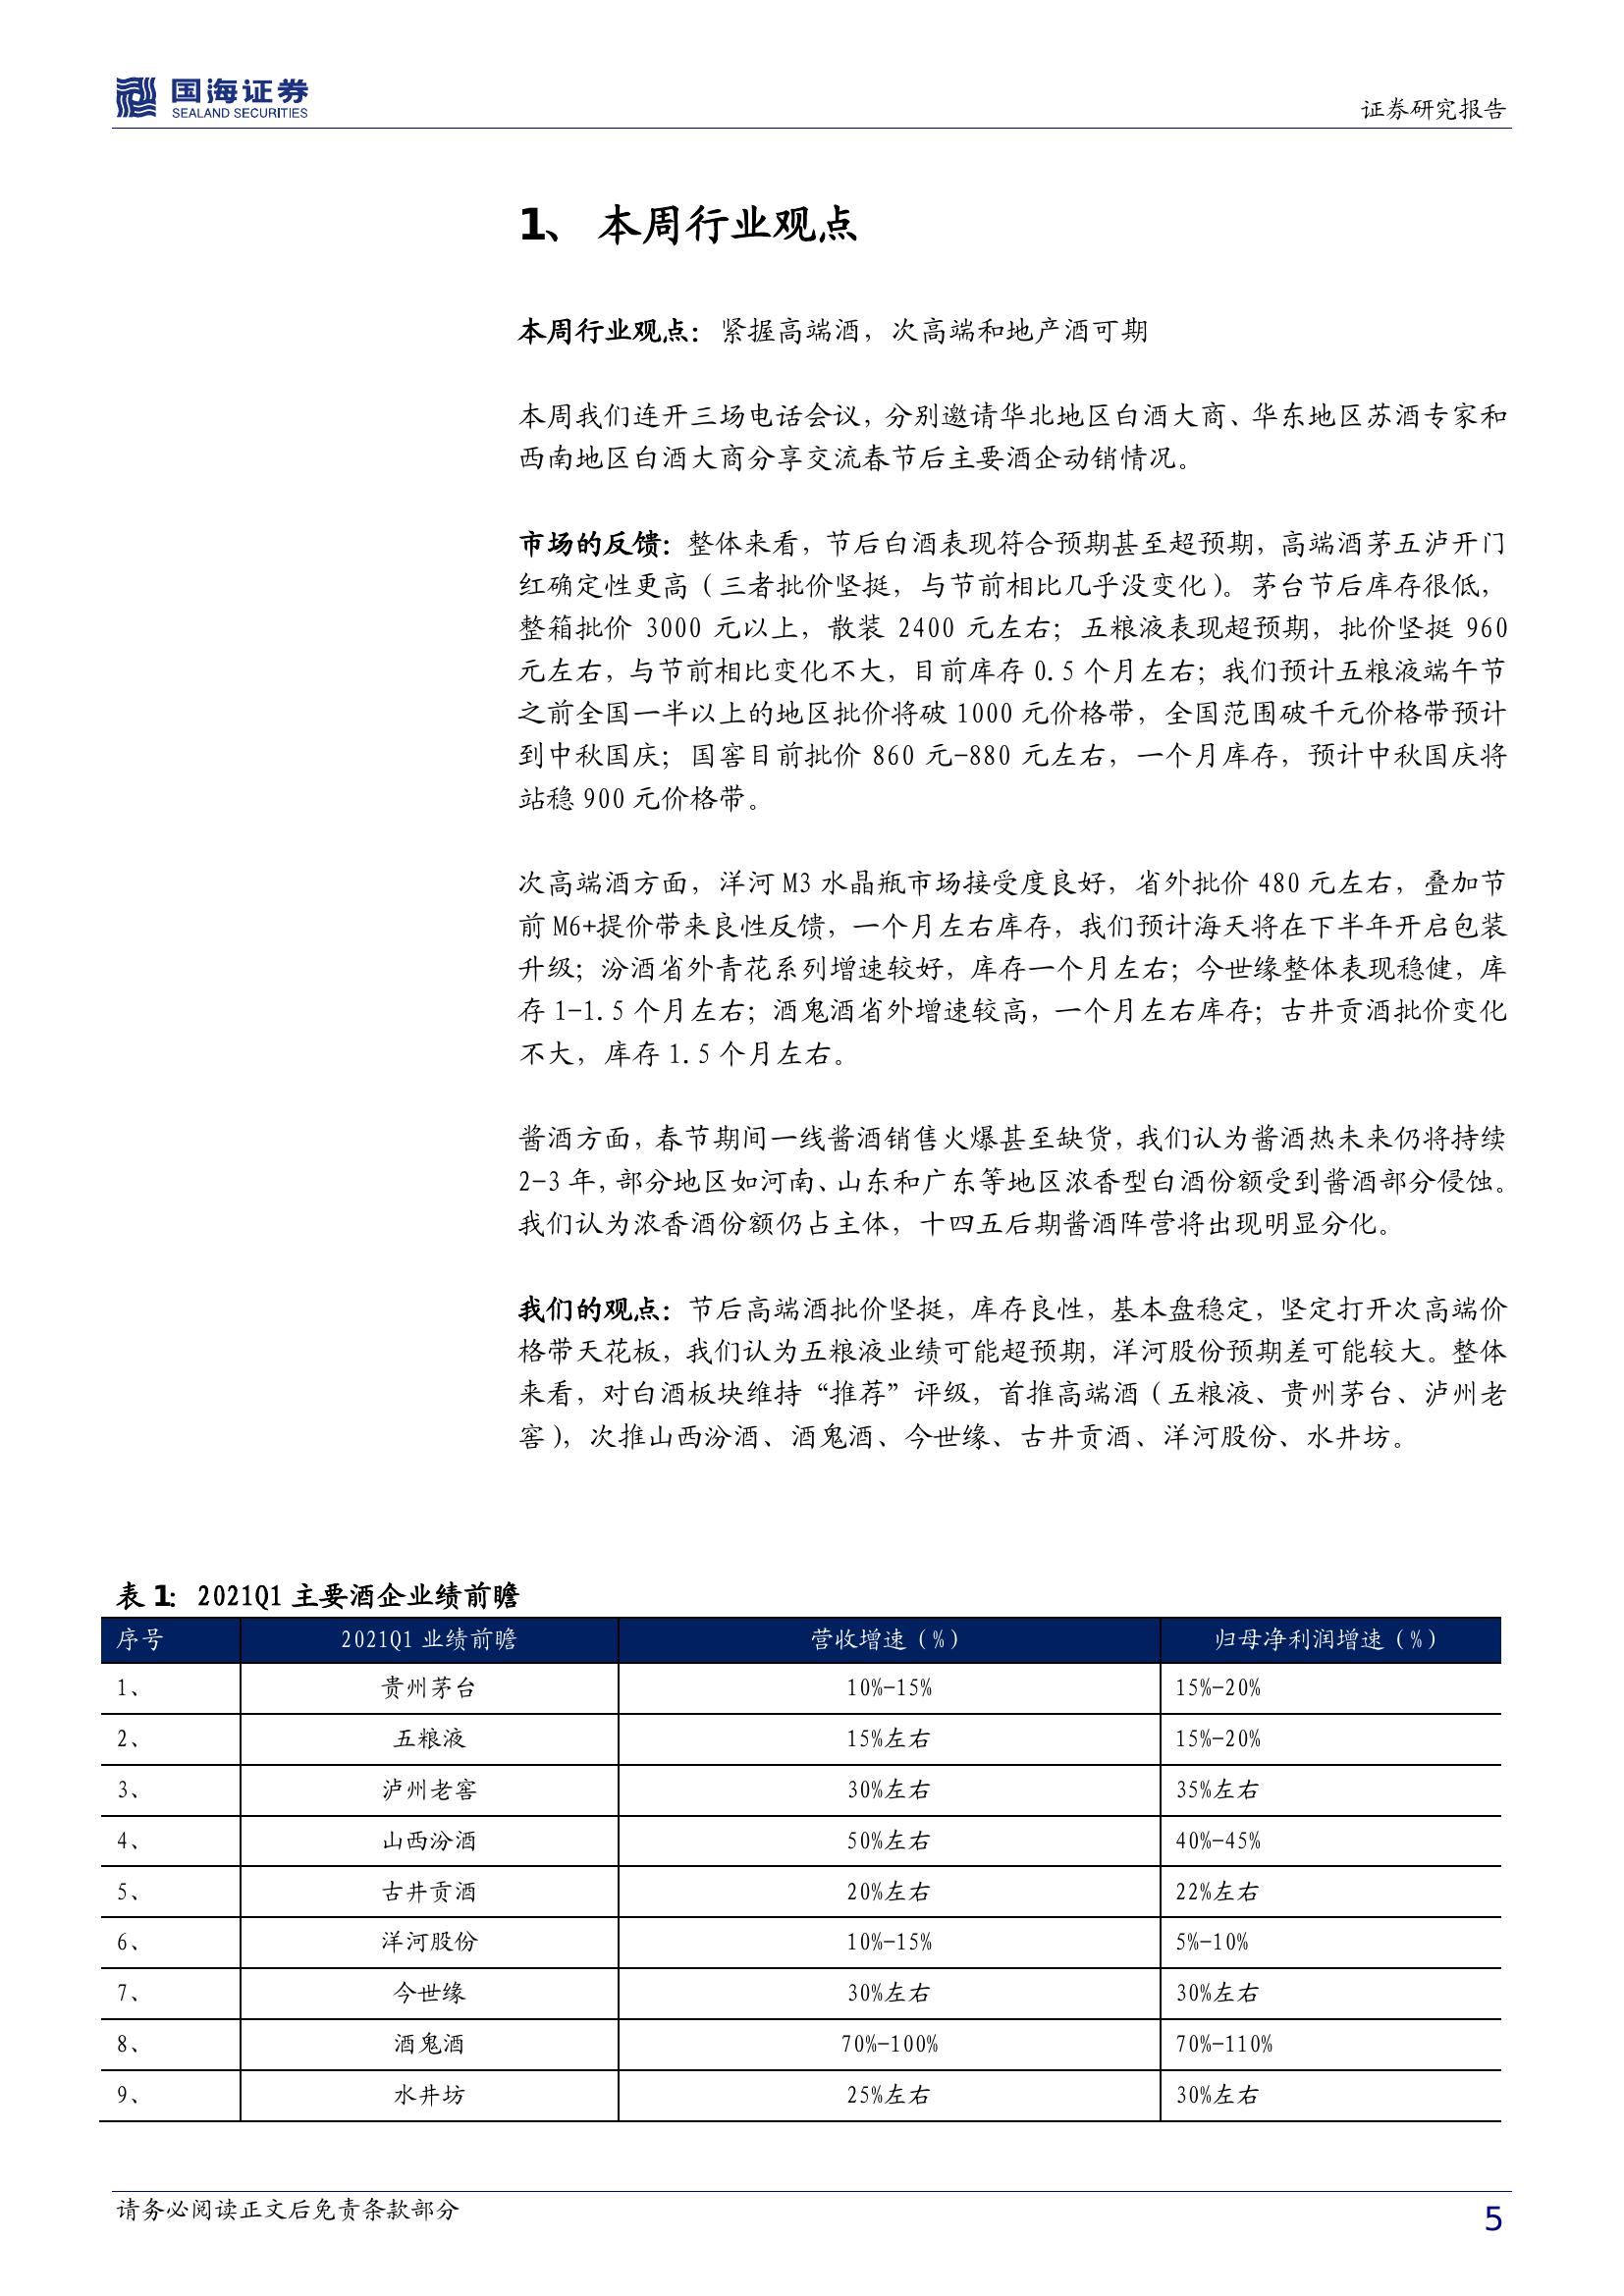 国海证券
SEALAND SECURITIES
证券研究报告
1、 本周行业观点
本周行业观点：紧握高端酒，次高端和地产酒可期
本周我们连开三场电话会议，分别邀请华北地区白酒大商、华东地区苏酒专家和
西南地区白酒大商分享交流春节后主要酒企动销情况。
市场的反馈：整体来看，节后白酒表现符合预期甚至超预期，高端酒茅五泸开门
红确定性更高（三者批价坚挺，与节前相比几乎没变化）。茅台节后库存很低，
整箱批价 3000 元以上，散装 2400 元左右；五粮液表现超预期，批价坚挺 960
元左右，与节前相比变化不大，目前库存 0.5 个月左右；我们预计五粮液端午节
之前全国一半以上的地区批价将破 1000 元价格带，全国范围破千元价格带预计
到中秋国庆；国窖目前批价 860 元-880 元左右，一个月库存，预计中秋国庆将
站稳 900 元价格带。
次高端酒方面，洋河 M3 水晶瓶市场接受度良好，省外批价 480 元左右，叠加节
前 M6+提价带来良性反馈，一个月左右库存，我们预计海天将在下半年开启包装
升级；汾酒省外青花系列增速较好，库存一个月左右；今世缘整体表现稳健，库
存 1-1.5 个月左右；酒鬼酒省外增速较高，一个月左右库存；古井贡酒批价变化
不大，库存 1.5 个月左右。
酱酒方面，春节期间一线酱酒销售火爆甚至缺货，我们认为酱酒热未来仍将持续
2-3 年，部分地区如河南、山东和广东等地区浓香型白酒份额受到酱酒部分侵蚀。
我们认为浓香酒份额仍占主体，十四五后期酱酒阵营将出现明显分化。
我们的观点：节后高端酒批价坚挺，库存良性，基本盘稳定，坚定打开次高端价
格带天花板，我们认为五粮液业绩可能超预期，洋河股份预期差可能较大。整体
来看，对白酒板块维持“推荐”评级，首推高端酒（五粮液、贵州茅台、泸州老
窖），次推山西汾酒、酒鬼酒、今世缘、古井贡酒、洋河股份、水井坊。
表 1：2021Q1 主要酒企业绩前瞻
序号 2021Q1 业绩前瞻 营收增速（%） 归母净利润增速（%）
1、 贵州茅台 10%-15% 15%-20%
2、 五粮液 15%左右 15%-20%
3、 泸州老窖 30%左右 35%左右
4、 山西汾酒 50%左右 40%-45%
5、 古井贡酒 20%左右 22%左右
6、 洋河股份 10%-15% 5%-10%
7、 今世缘 30%左右 30%左右
8、 酒鬼酒 70%-100% 70%-110%
9、 水井坊 25%左右 30%左右
请务必阅读正文后免责条款部分
5